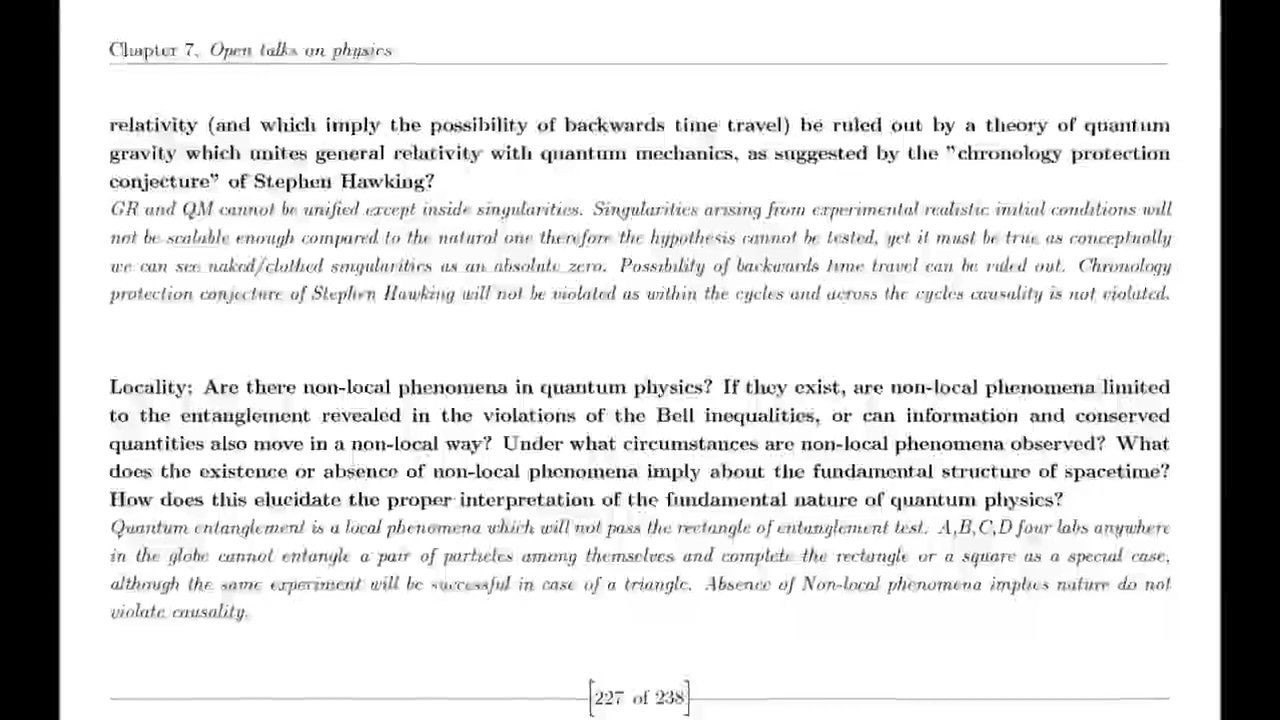 Chapter 7. Open talks on physics
relativity (and which imply the possibility of backwards time travel) be ruled out by a theory of quantum
gravity which unites general relativity with quantum mechanics, as suggested by the "chronology protection
conjecture" of Stephen Hawking?
GR and QM cannot be unified except inside singularities. Singularities arising from experimental realistic initial conditions will
not be scalable enough compared to the natural one therefore the hypothesis cannot be tested, yet it must be true as conceptually
we can see naked/clothed singularities as an absolute zero. Possibility of backwards time travel can be ruled out. Chronology
protection conjecture of Stephen Hawking will not be violated as within the cycles and across the cycles causality is not violated.
Locality: Are there non-local phenomena in quantum physics? If they exist, are non-local phenomena limited
to the entanglement revealed in the violations of the Bell inequalities, or can information and conserved
quantities also move in a non-local way? Under what circumstances are non-local phenomena observed? What
does the existence or absence of non-local phenomena imply about the fundamental structure of spacetime?
How does this elucidate the proper interpretation of the fundamental nature of quantum physics?
Quantum entanglement is a local phenomena which will not pass the rectangle of entanglement test. A,B,C,D four labs anywhere
in the globe cannot entangle a pair of particles among themselves and complete the rectangle or a square as a special case,
although the same experiment will be successful in case of a triangle. Absence of Non-local phenomena implies nature do not
violate causality.
227 of 238